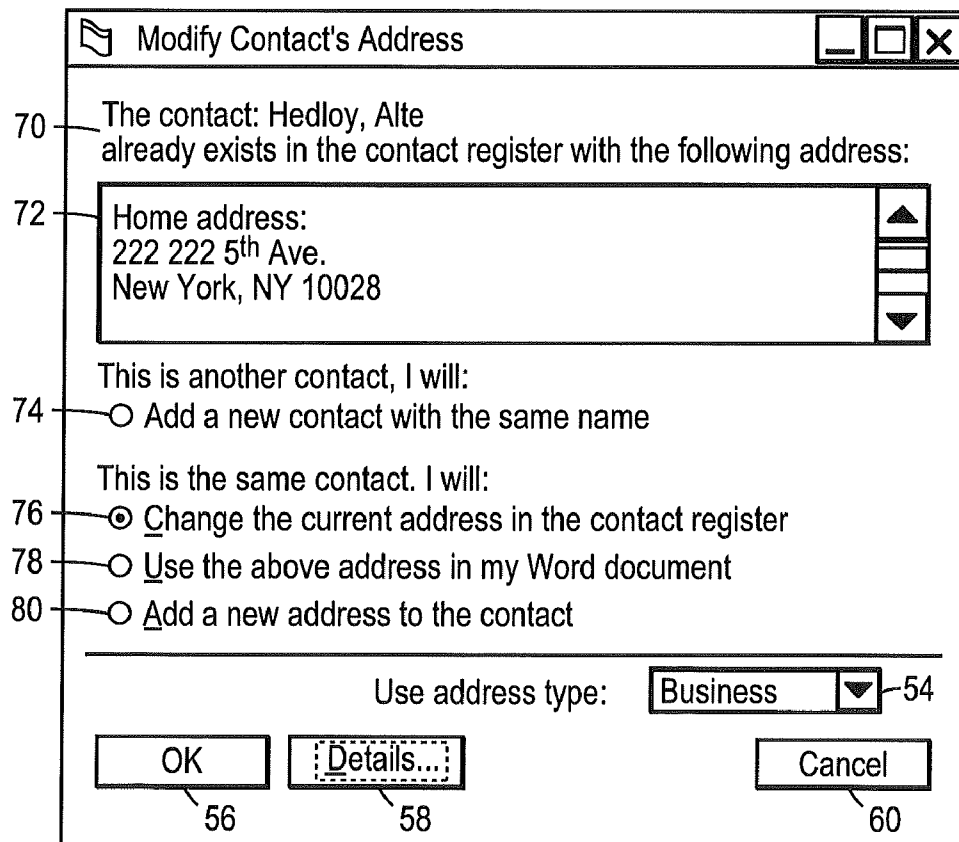 Modify Contact's Address
70
The contact: Hedloy, Alte
already exists in the contact register with the following address:
72
Home address:
222 222 5th Ave.
New York, NY 10028
This is another contact, I will:
74
Add a new contact with the same name
This is the same contact. I will:
76
Change the current address in the contact register
78
Use the above address in my Word document
80
Add a new address to the contact
Use address type: Business 54
OK Details... Cancel
56 58 60